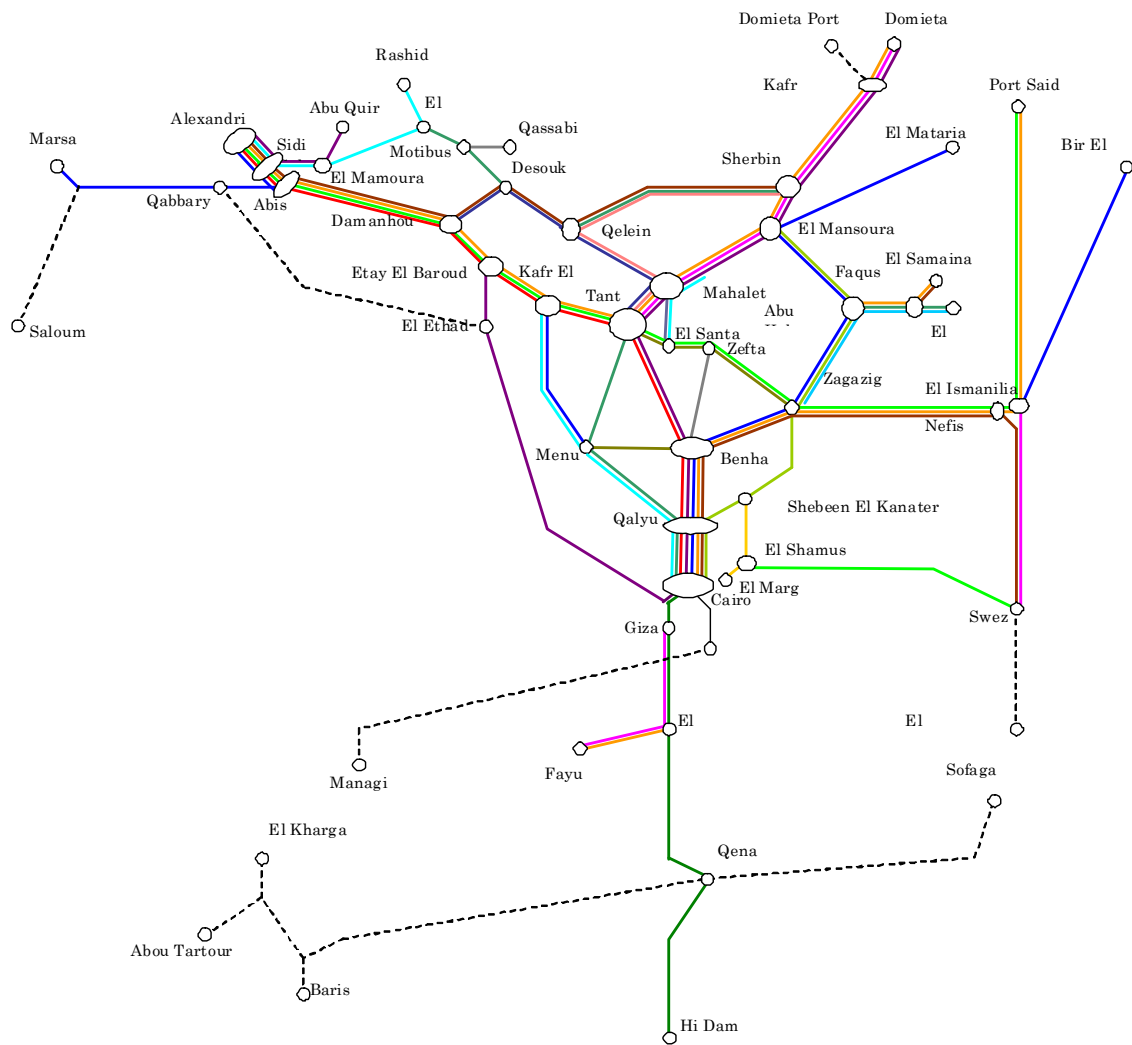 Domieta Port
Domieta
Rashid
Kafr
Port Said
Abu Quir
El
Alexandri
Marsa
Sidi
Qassabi
El Mataria
Bir El
Motibus
Sherbin
Desouk
El Mamoura
Qabbary
Abis
Damanhou
Qelein
El Mansoura
El Samaina
Etay El Baroud
Kafr El
Faqus
Tant
Mahalet
Abu
El Ethad
Saloum
El Santa
El
Zefta
Zagazig
El Ismanilia
Nefis
Menu
Benha
Shebeen El Kanater
Qalyu
El Shamus
El Marg
Cairo
Swez
Giza
El
El
Fayu
Managi
Sofaga
El Kharga
Qena
Abou Tartour
Baris
Hi Dam